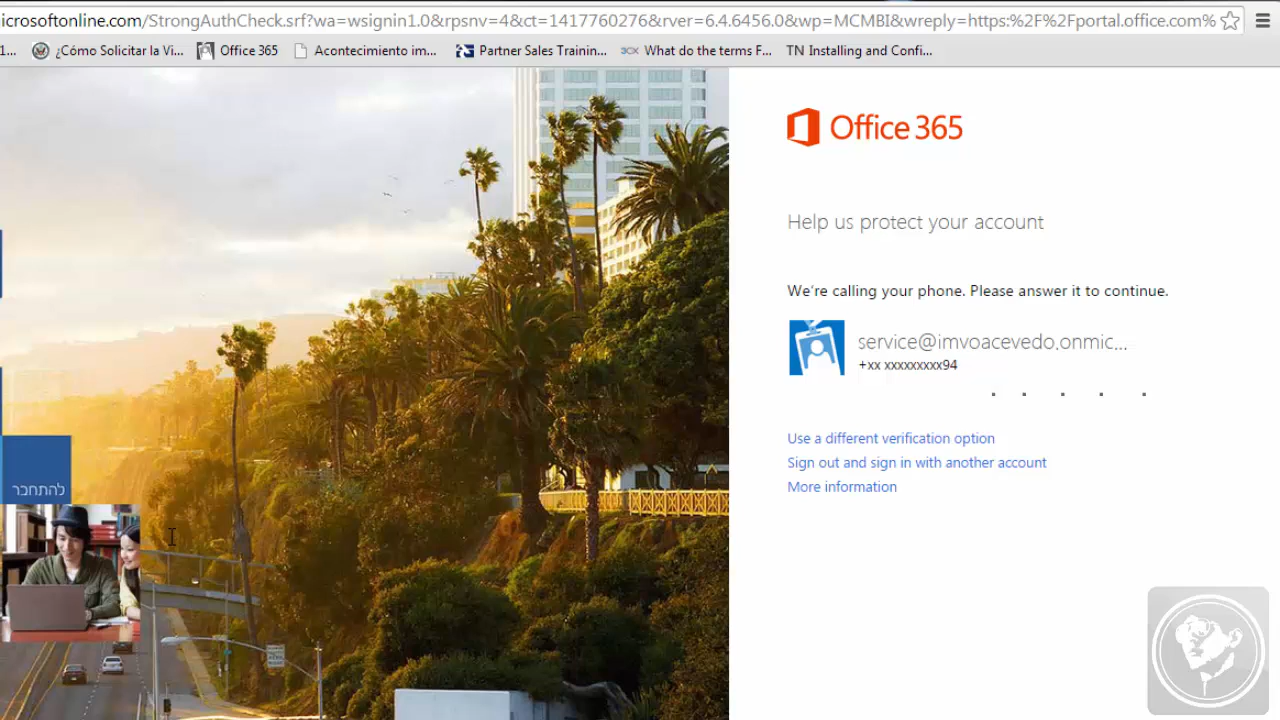 icrosoftonline.com/StrongAuthCheck.srf?wa=wsignin1.0&rpsnv=4&ct=1417760276&rver=6.4.6456.0&wp=MCMBI&wreply=https:%2F%2Fportal.office.com%
1... ¿Cómo Solicitar la Vi... Office 365 Acontecimiento im... Partner Sales Trainin... 3CX What do the terms F... TN Installing and Confi...
Office 365
Help us protect your account
We're calling your phone. Please answer it to continue.
service@imvoacevedo.onmic...
+xx xxxxxxxxx94
Use a different verification option
Sign out and sign in with another account
More information
להתחבר